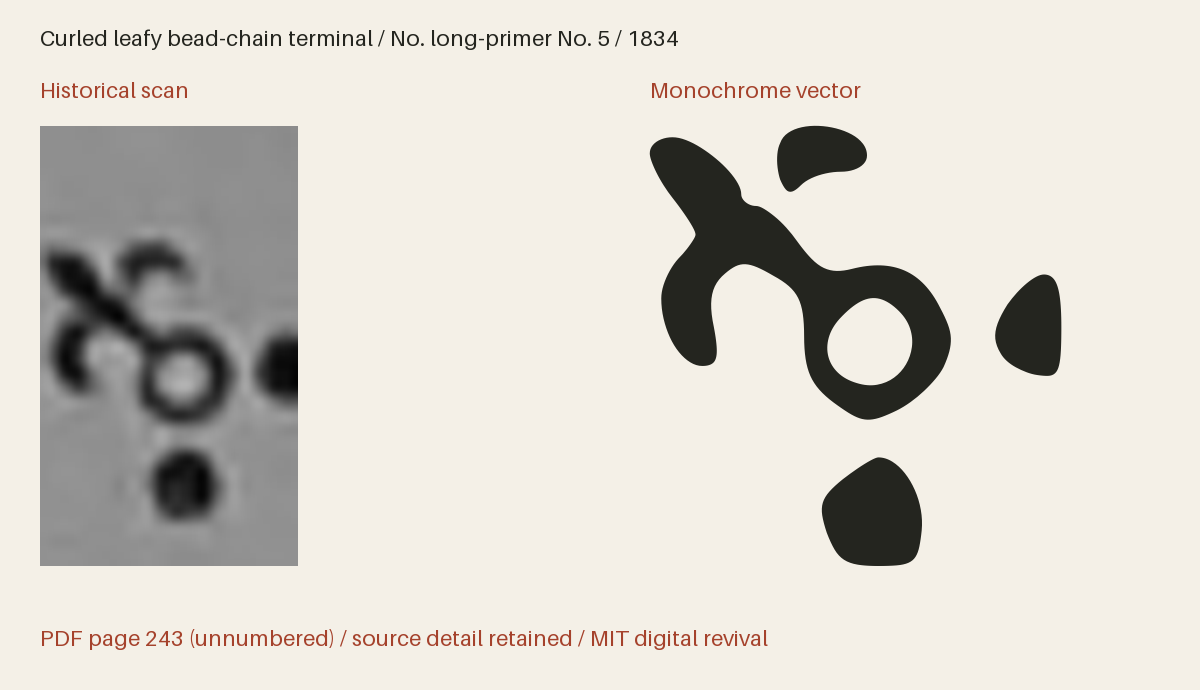 Curled leafy bead-chain terminal / No. long-primer No. 5 / 1834
Historical scan
Monochrome vector
PDF page 243 (unnumbered) / source detail retained / MIT digital revival